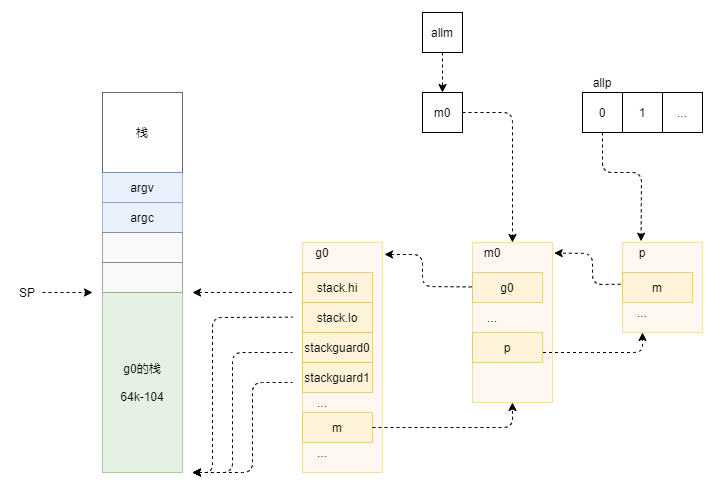 allm
allp
m0
0
1
...
栈
argv
argc
SP
g0的栈
64k-104
g0
stack.hi
stack.lo
stackguard0
stackguard1
...
m
...
m0
g0
...
p
p
m
...